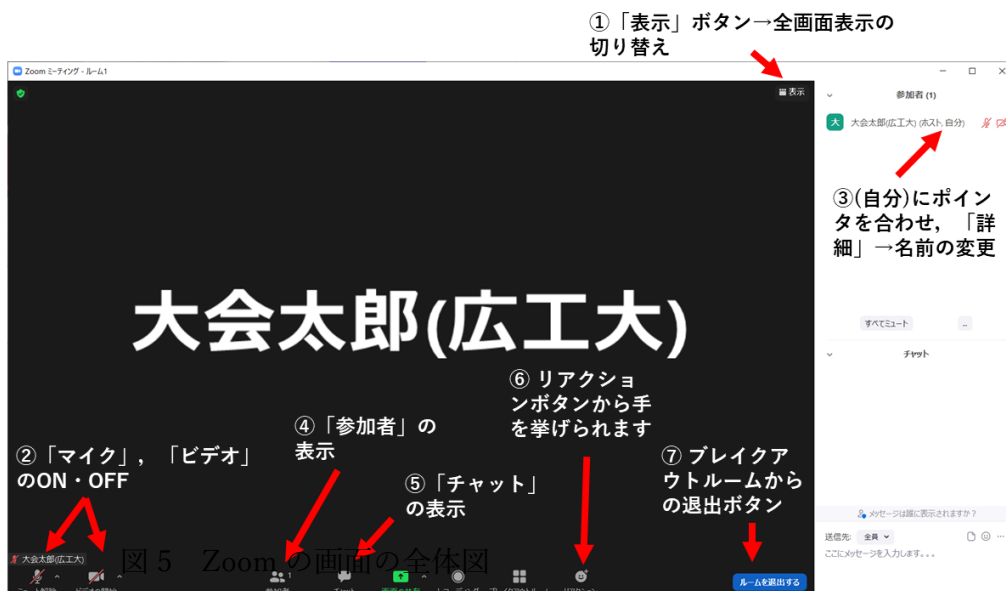 ①「表示」ボタン→全画面表示の
切り替え
Zoom ミーティング - ルーム1
表示
参加者 (1)
大
大会太郎(広工大) (ホスト, 自分)
③(自分)にポイン
タを合わせ，「詳
細」→名前の変更
大会太郎(広工大)
すべてミュート
...
チャット
⑥ リアクショ
ンボタンから手
を挙げられます
④「参加者」の
表示
②「マイク」，「ビデオ」
のON・OFF
⑤「チャット」
の表示
⑦ ブレイクア
ウトルームから
の退出ボタン
メッセージは誰に表示されますか？
送信先: 全員
ここにメッセージを入力します。。。
大会太郎(広工大)
図５ Zoom の画面の全体図
1
ルームを退出する